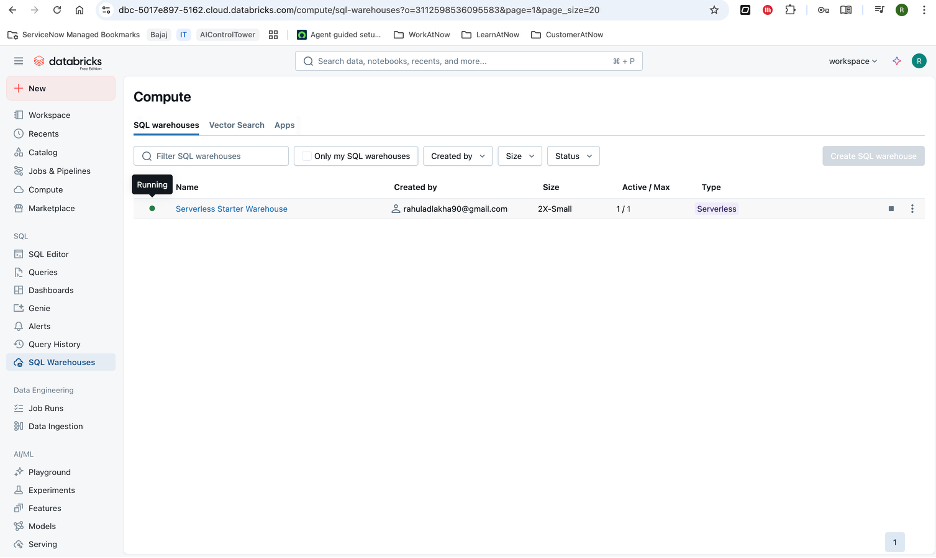 dbc-5017e897-5162.cloud.databricks.com/compute/sql-warehouses?o=3112598536095583&page=1&page_size=20
R
ServiceNow Managed Bookmarks Bajaj IT AIControlTower Agent guided setu... WorkAtNow LearnAtNow CustomerAtNow
databricks
Free Edition
Search data, notebooks, recents, and more... ⌘ + P
workspace
R
New
Workspace
Recents
Catalog
Jobs & Pipelines
Compute
Marketplace
SQL
SQL Editor
Queries
Dashboards
Genie
Alerts
Query History
SQL Warehouses
Data Engineering
Job Runs
Data Ingestion
AI/ML
Playground
Experiments
Features
Models
Serving
Compute
SQL warehouses Vector Search Apps
Filter SQL warehouses Only my SQL warehouses Created by Size Status Create SQL warehouse
Running Name Created by Size Active / Max Type
Serverless Starter Warehouse rahuladlakha90@gmail.com 2X-Small 1 / 1 Serverless
1